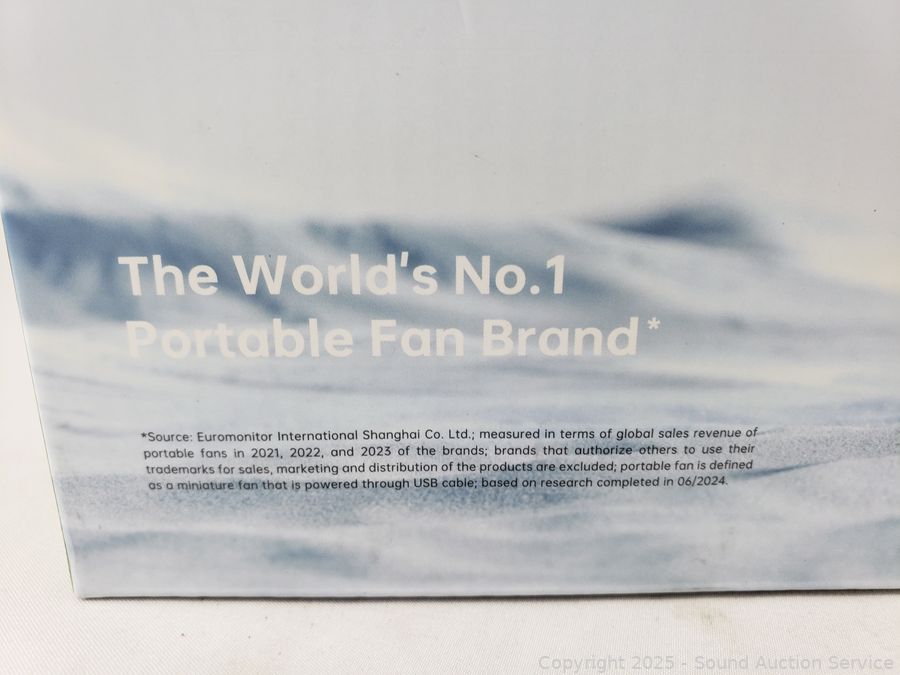 The World's No.1
Portable Fan Brand*
*Source: Euromonitor International Shanghai Co. Ltd.; measured in terms of global sales revenue of
portable fans in 2021, 2022, and 2023 of the brands; brands that authorize others to use their
trademarks for sales, marketing and distribution of the products are excluded; portable fan is defined
as a miniature fan that is powered through USB cable; based on research completed in 06/2024.
Copyright 2025 - Sound Auction Service